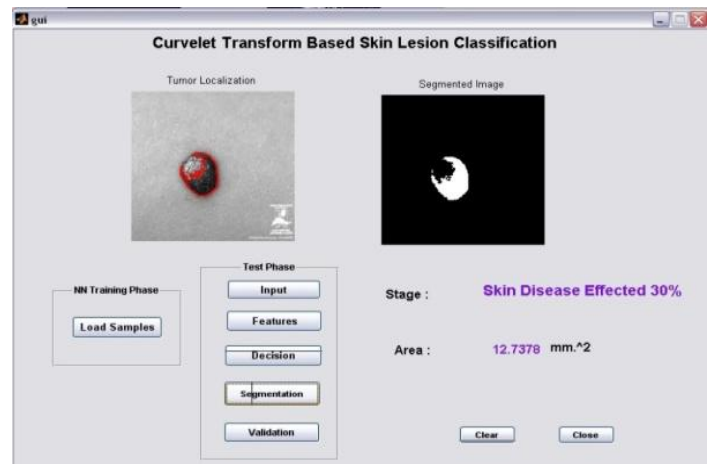 gui
Curvelet Transform Based Skin Lesion Classification
Tumor Localization
Segmented Image
NN Training Phase
Load Samples
Test Phase
Input
Features
Decision
Segmentation
Validation
Stage :
Skin Disease Effected 30%
Area :
12.7378 mm.^2
Clear
Close